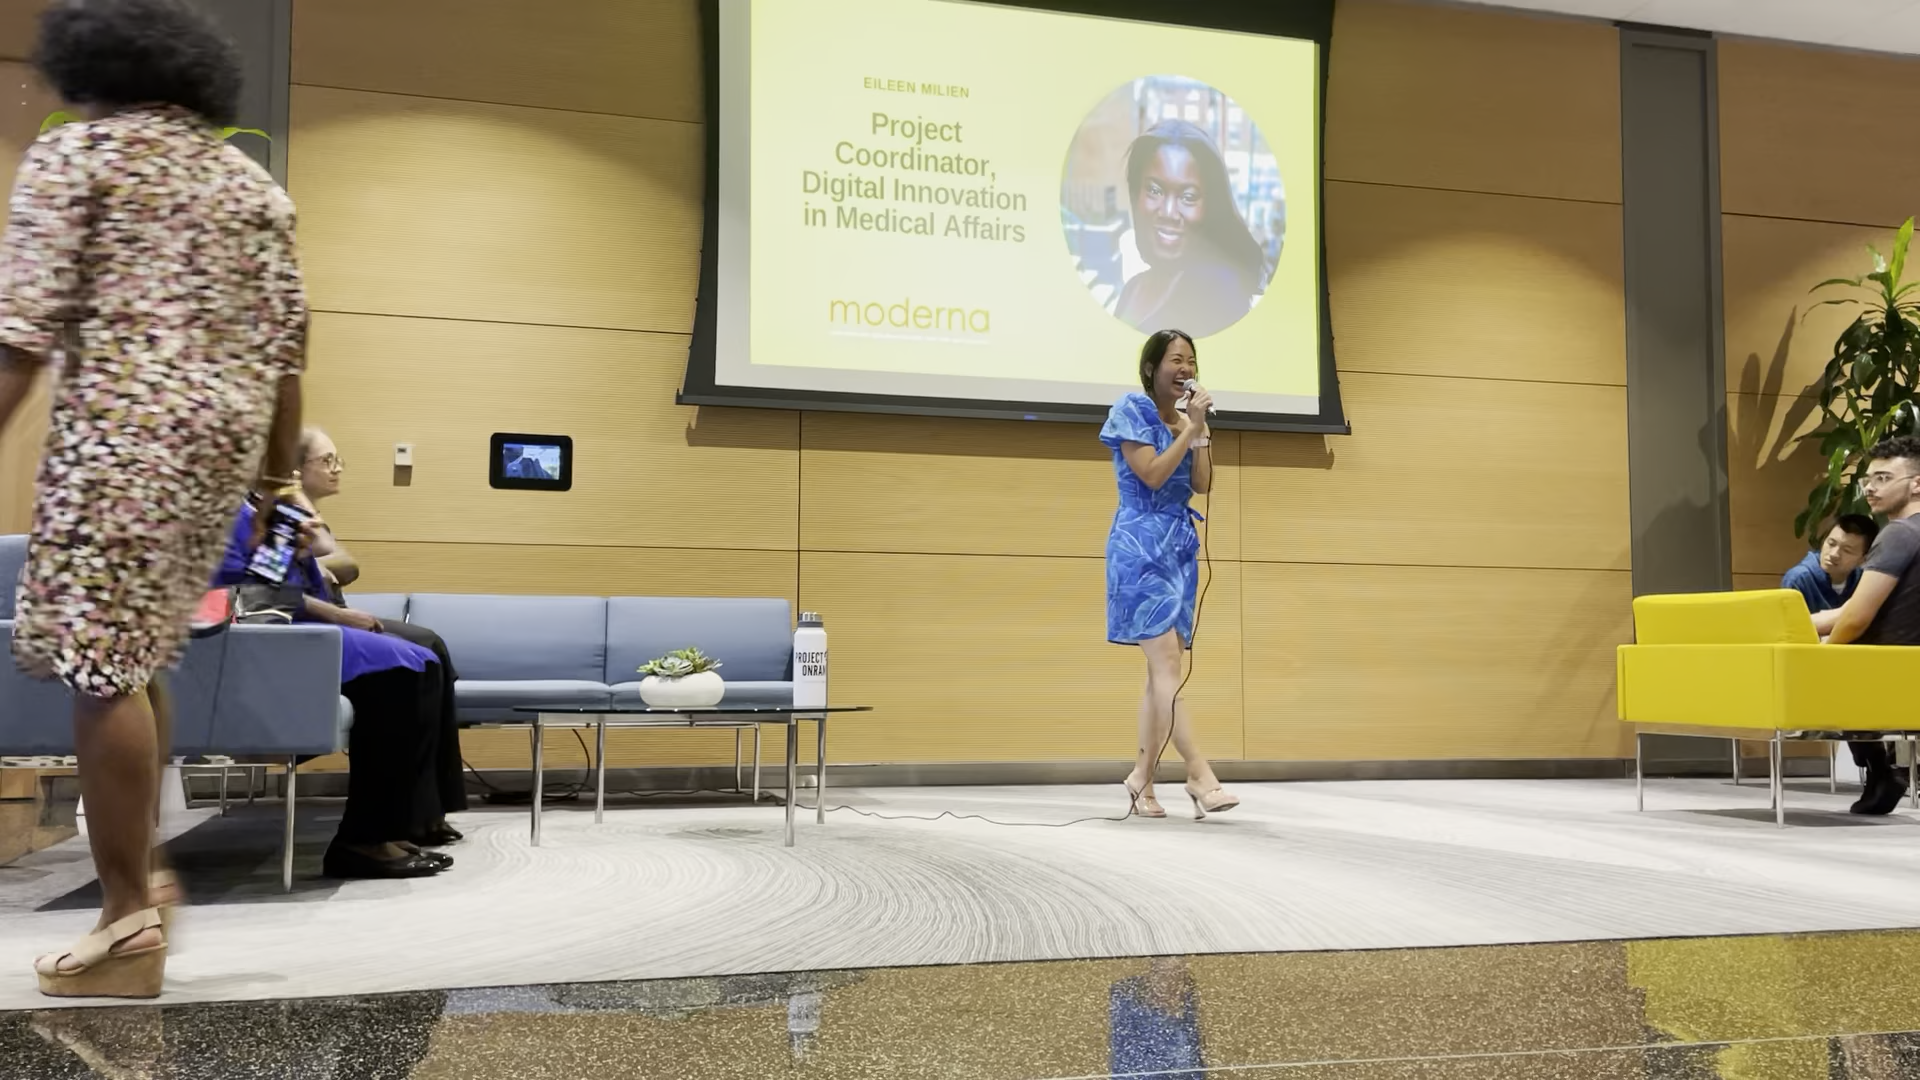 EILEEN MILIEN
Project
Coordinator,
Digital Innovation
in Medical Affairs
moderna
PROJECT
ONRAM